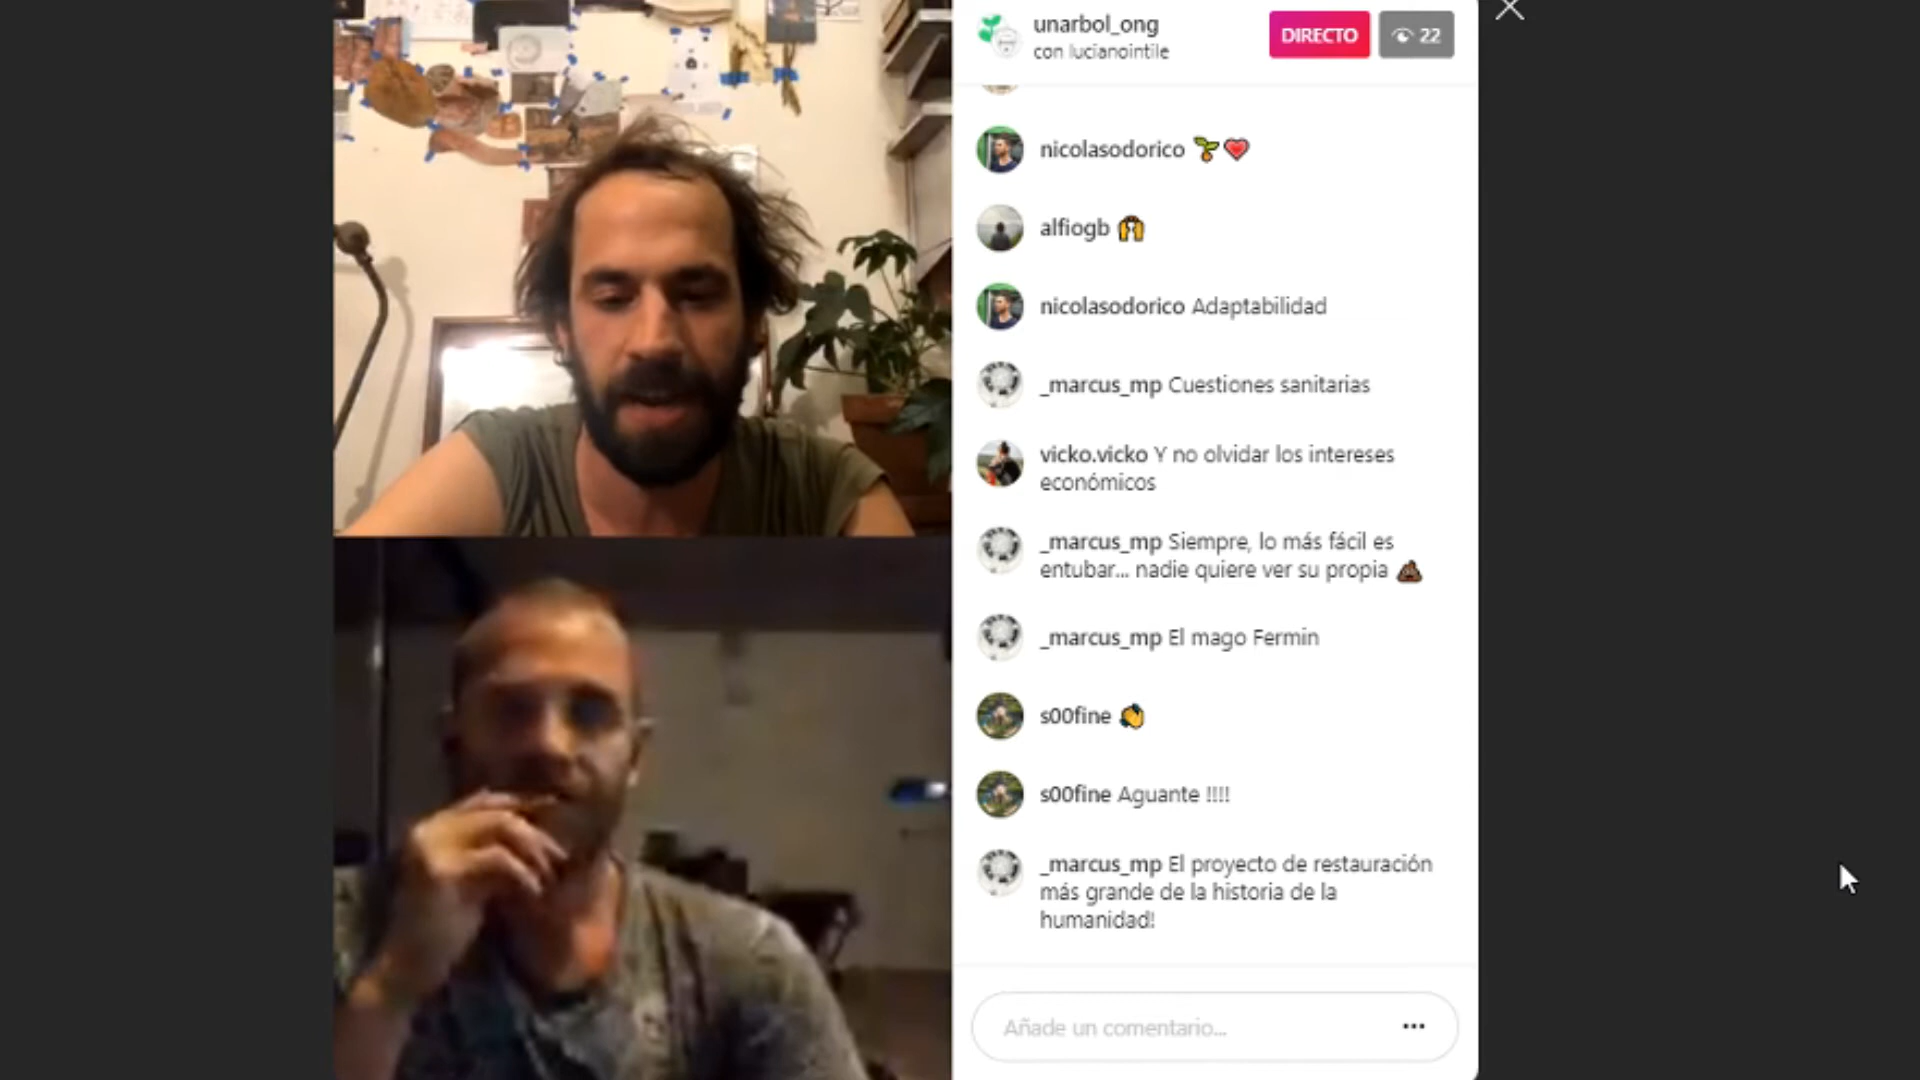 unarbol_ong
con lucianointile
DIRECTO
22
nicolasodorico
alfiogb
nicolasodorico Adaptabilidad
_marcus_mp Cuestiones sanitarias
vicko.vicko Y no olvidar los intereses
económicos
_marcus_mp Siempre, lo más fácil es
entubar... nadie quiere ver su propia
_marcus_mp El mago Fermin
s00fine
s00fine Aguante !!!!
_marcus_mp El proyecto de restauración
más grande de la historia de la
humanidad!
Añade un comentario...